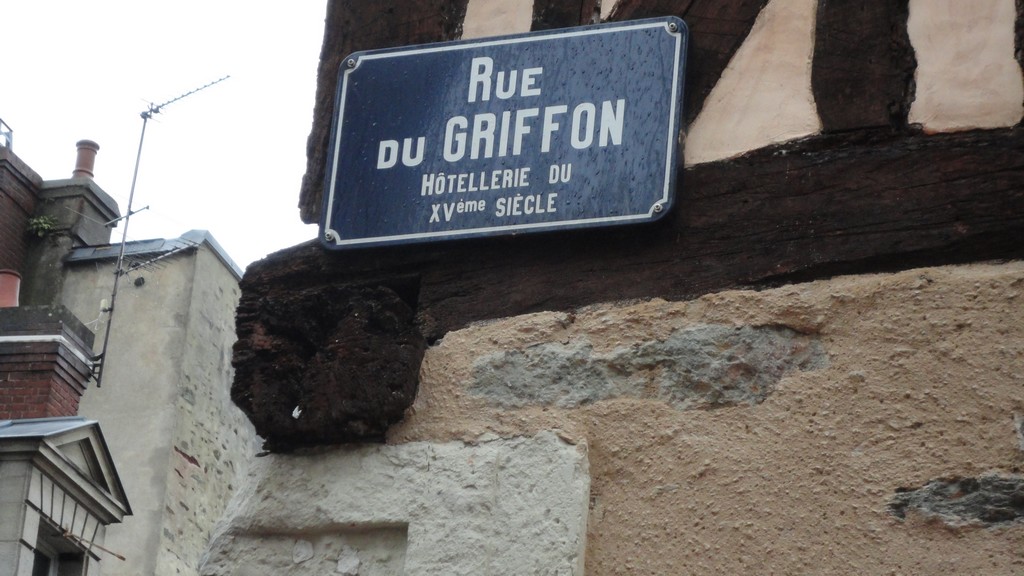 RUE
DU GRIFFON
HÔTELLERIE DU
XVème SIÈCLE